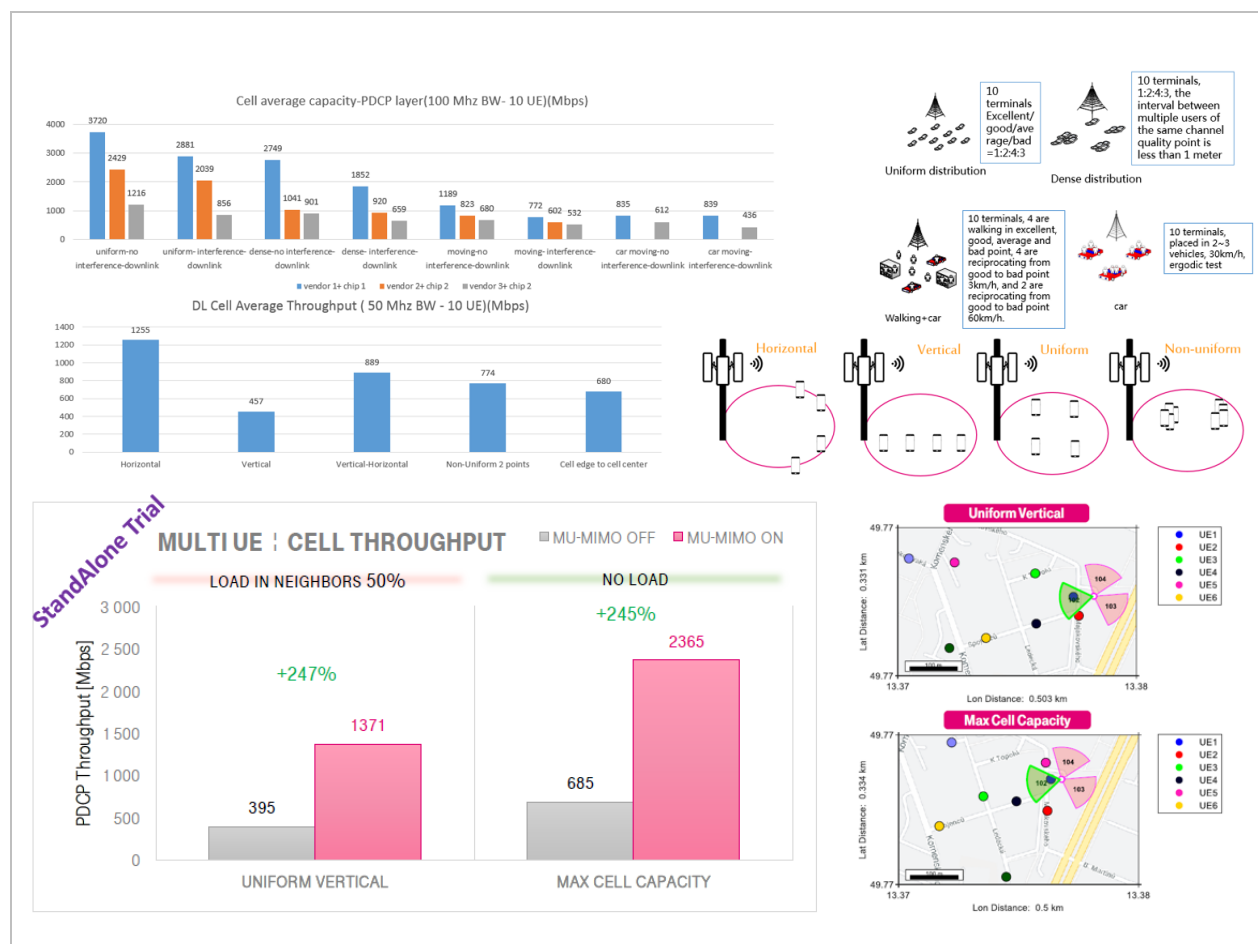 Cell average capacity-PDCP layer(100 Mhz BW- 10 UE)(Mbps)
4000
3000
2000
1000
0
3720
2429
1216
2881
2039
856
2749
1041
901
1852
920
659
1189
823
680
772
602
532
835
612
839
436
uniform-no
interference-downlink
uniform- interference-
downlink
dense-no interference-
downlink
dense- interference-
downlink
moving-no
interference-downlink
moving- interference-
downlink
car moving-no
interference-downlink
car moving-
interference-downlink
vendor 1+ chip 1
vendor 2+ chip 2
vendor 3+ chip 2
DL Cell Average Throughput ( 50 Mhz BW - 10 UE)(Mbps)
1400
1200
1000
800
600
400
200
0
1255
457
889
774
680
Horizontal
Vertical
Vertical-Horizontal
Non-Uniform 2 points
Cell edge to cell center
10
terminals
Excellent/
good/ave
rage/bad
=1:2:4:3
Uniform distribution
10 terminals,
1:2:4:3, the
interval between
multiple users of
the same channel
quality point is
less than 1 meter
Dense distribution
10 terminals, 4 are
walking in excellent,
good, average and
bad point, 4 are
reciprocating from
good to bad point
3km/h, and 2 are
reciprocating from
good to bad point
60km/h.
Walking+car
10 terminals,
placed in 2~3
vehicles, 30km/h,
ergodic test
car
Horizontal
Vertical
Uniform
Non-uniform
StandAlone Trial
MULTI UE ¦ CELL THROUGHPUT
MU-MIMO OFF
MU-MIMO ON
LOAD IN NEIGHBORS 50%
NO LOAD
PDCP Throughput [Mbps]
3 000
2 500
2 000
1 500
1 000
500
0
+247%
+245%
395
1371
685
2365
UNIFORM VERTICAL
MAX CELL CAPACITY
Uniform Vertical
49.77
49.77
Lat Distance: 0.331 km
13.37
13.38
Lon Distance: 0.503 km
104
103
100 m
UE1
UE2
UE3
UE4
UE5
UE6
Max Cell Capacity
49.77
49.77
Lat Distance: 0.334 km
13.37
13.38
Lon Distance: 0.5 km
K Topírně
104
102
103
100 m
UE1
UE2
UE3
UE4
UE5
UE6